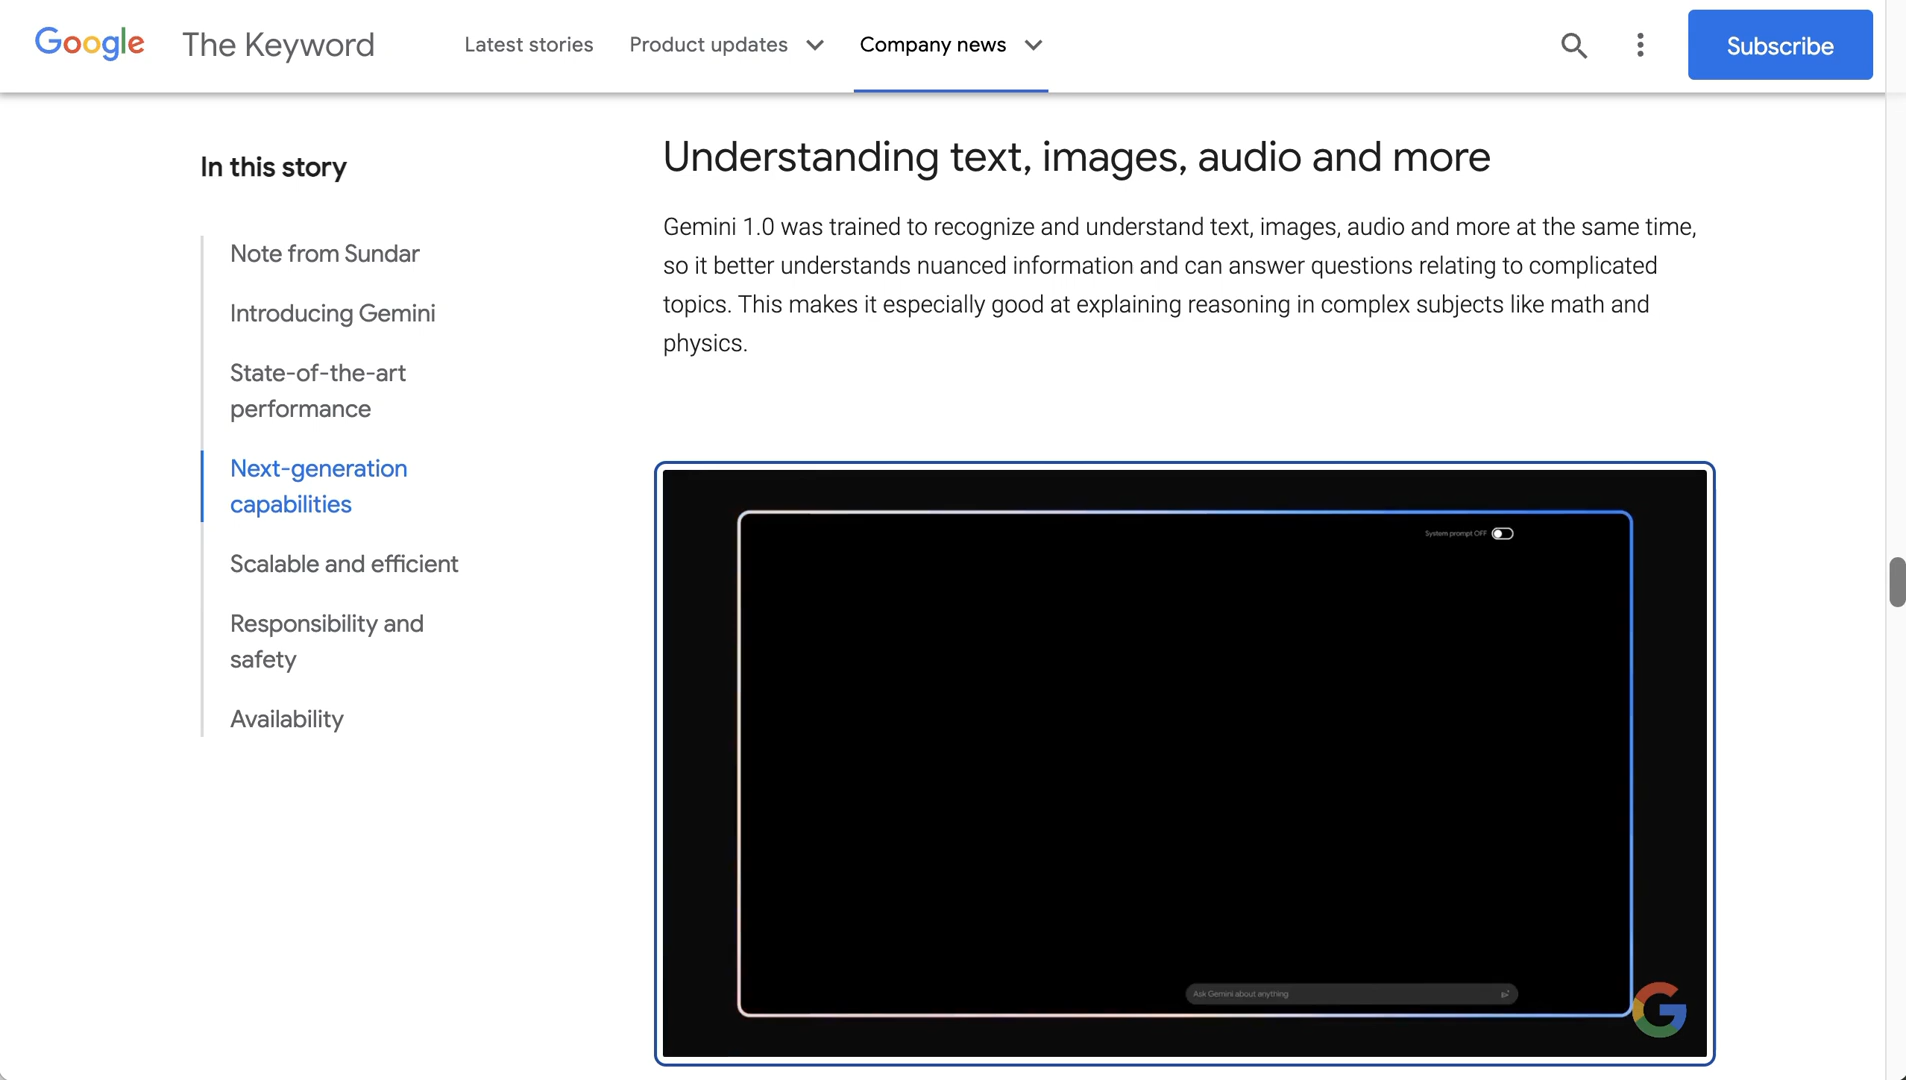 Google The Keyword Latest stories Product updates Company news Subscribe
In this story
Note from Sundar
Introducing Gemini
State-of-the-art
performance
Next-generation
capabilities
Scalable and efficient
Responsibility and
safety
Availability
Understanding text, images, audio and more
Gemini 1.0 was trained to recognize and understand text, images, audio and more at the same time,
so it better understands nuanced information and can answer questions relating to complicated
topics. This makes it especially good at explaining reasoning in complex subjects like math and
physics.
System prompt OFF
Ask Gemini about anything
G